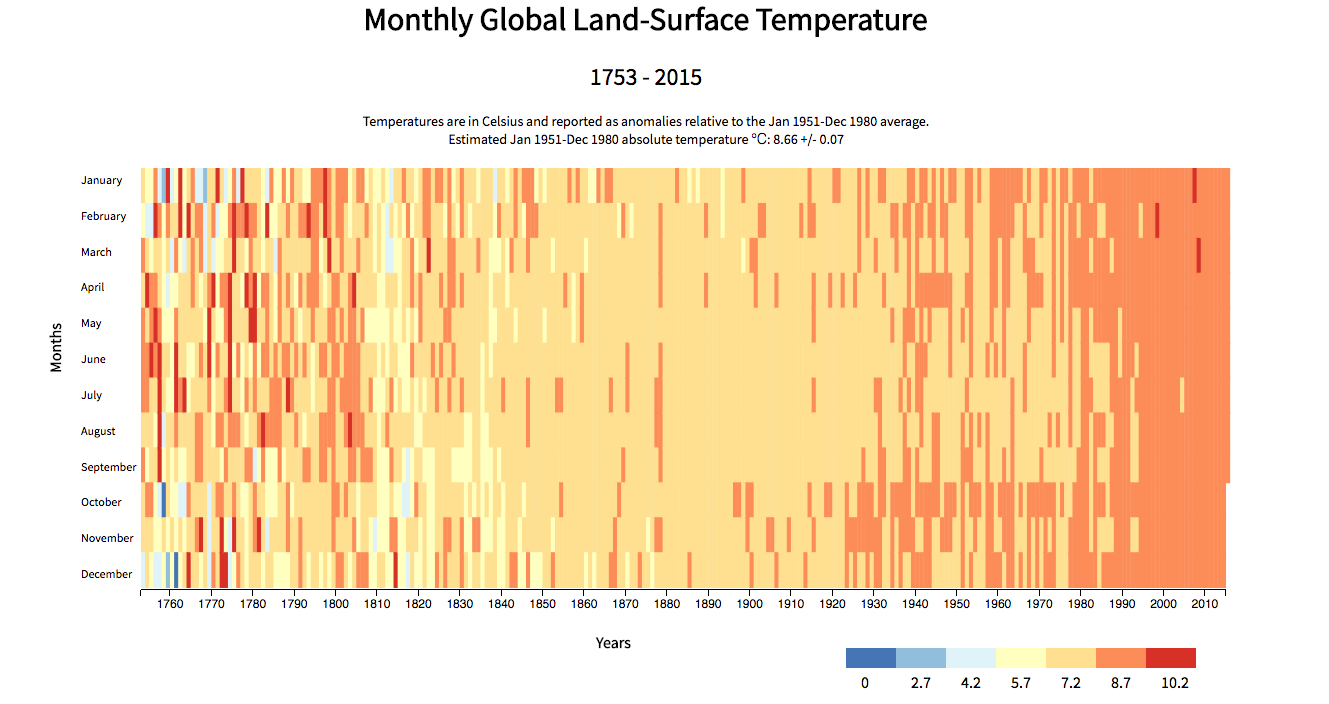 Monthly Global Land-Surface Temperature
1753 - 2015
Temperatures are in Celsius and reported as anomalies relative to the Jan 1951-Dec 1980 average.
Estimated Jan 1951-Dec 1980 absolute temperature ℃: 8.66 +/- 0.07
January
February
March
April
May
June
July
August
September
October
November
December
Months
1760 1770 1780 1790 1800 1810 1820 1830 1840 1850 1860 1870 1880 1890 1900 1910 1920 1930 1940 1950 1960 1970 1980 1990 2000 2010
Years
0 2.7 4.2 5.7 7.2 8.7 10.2